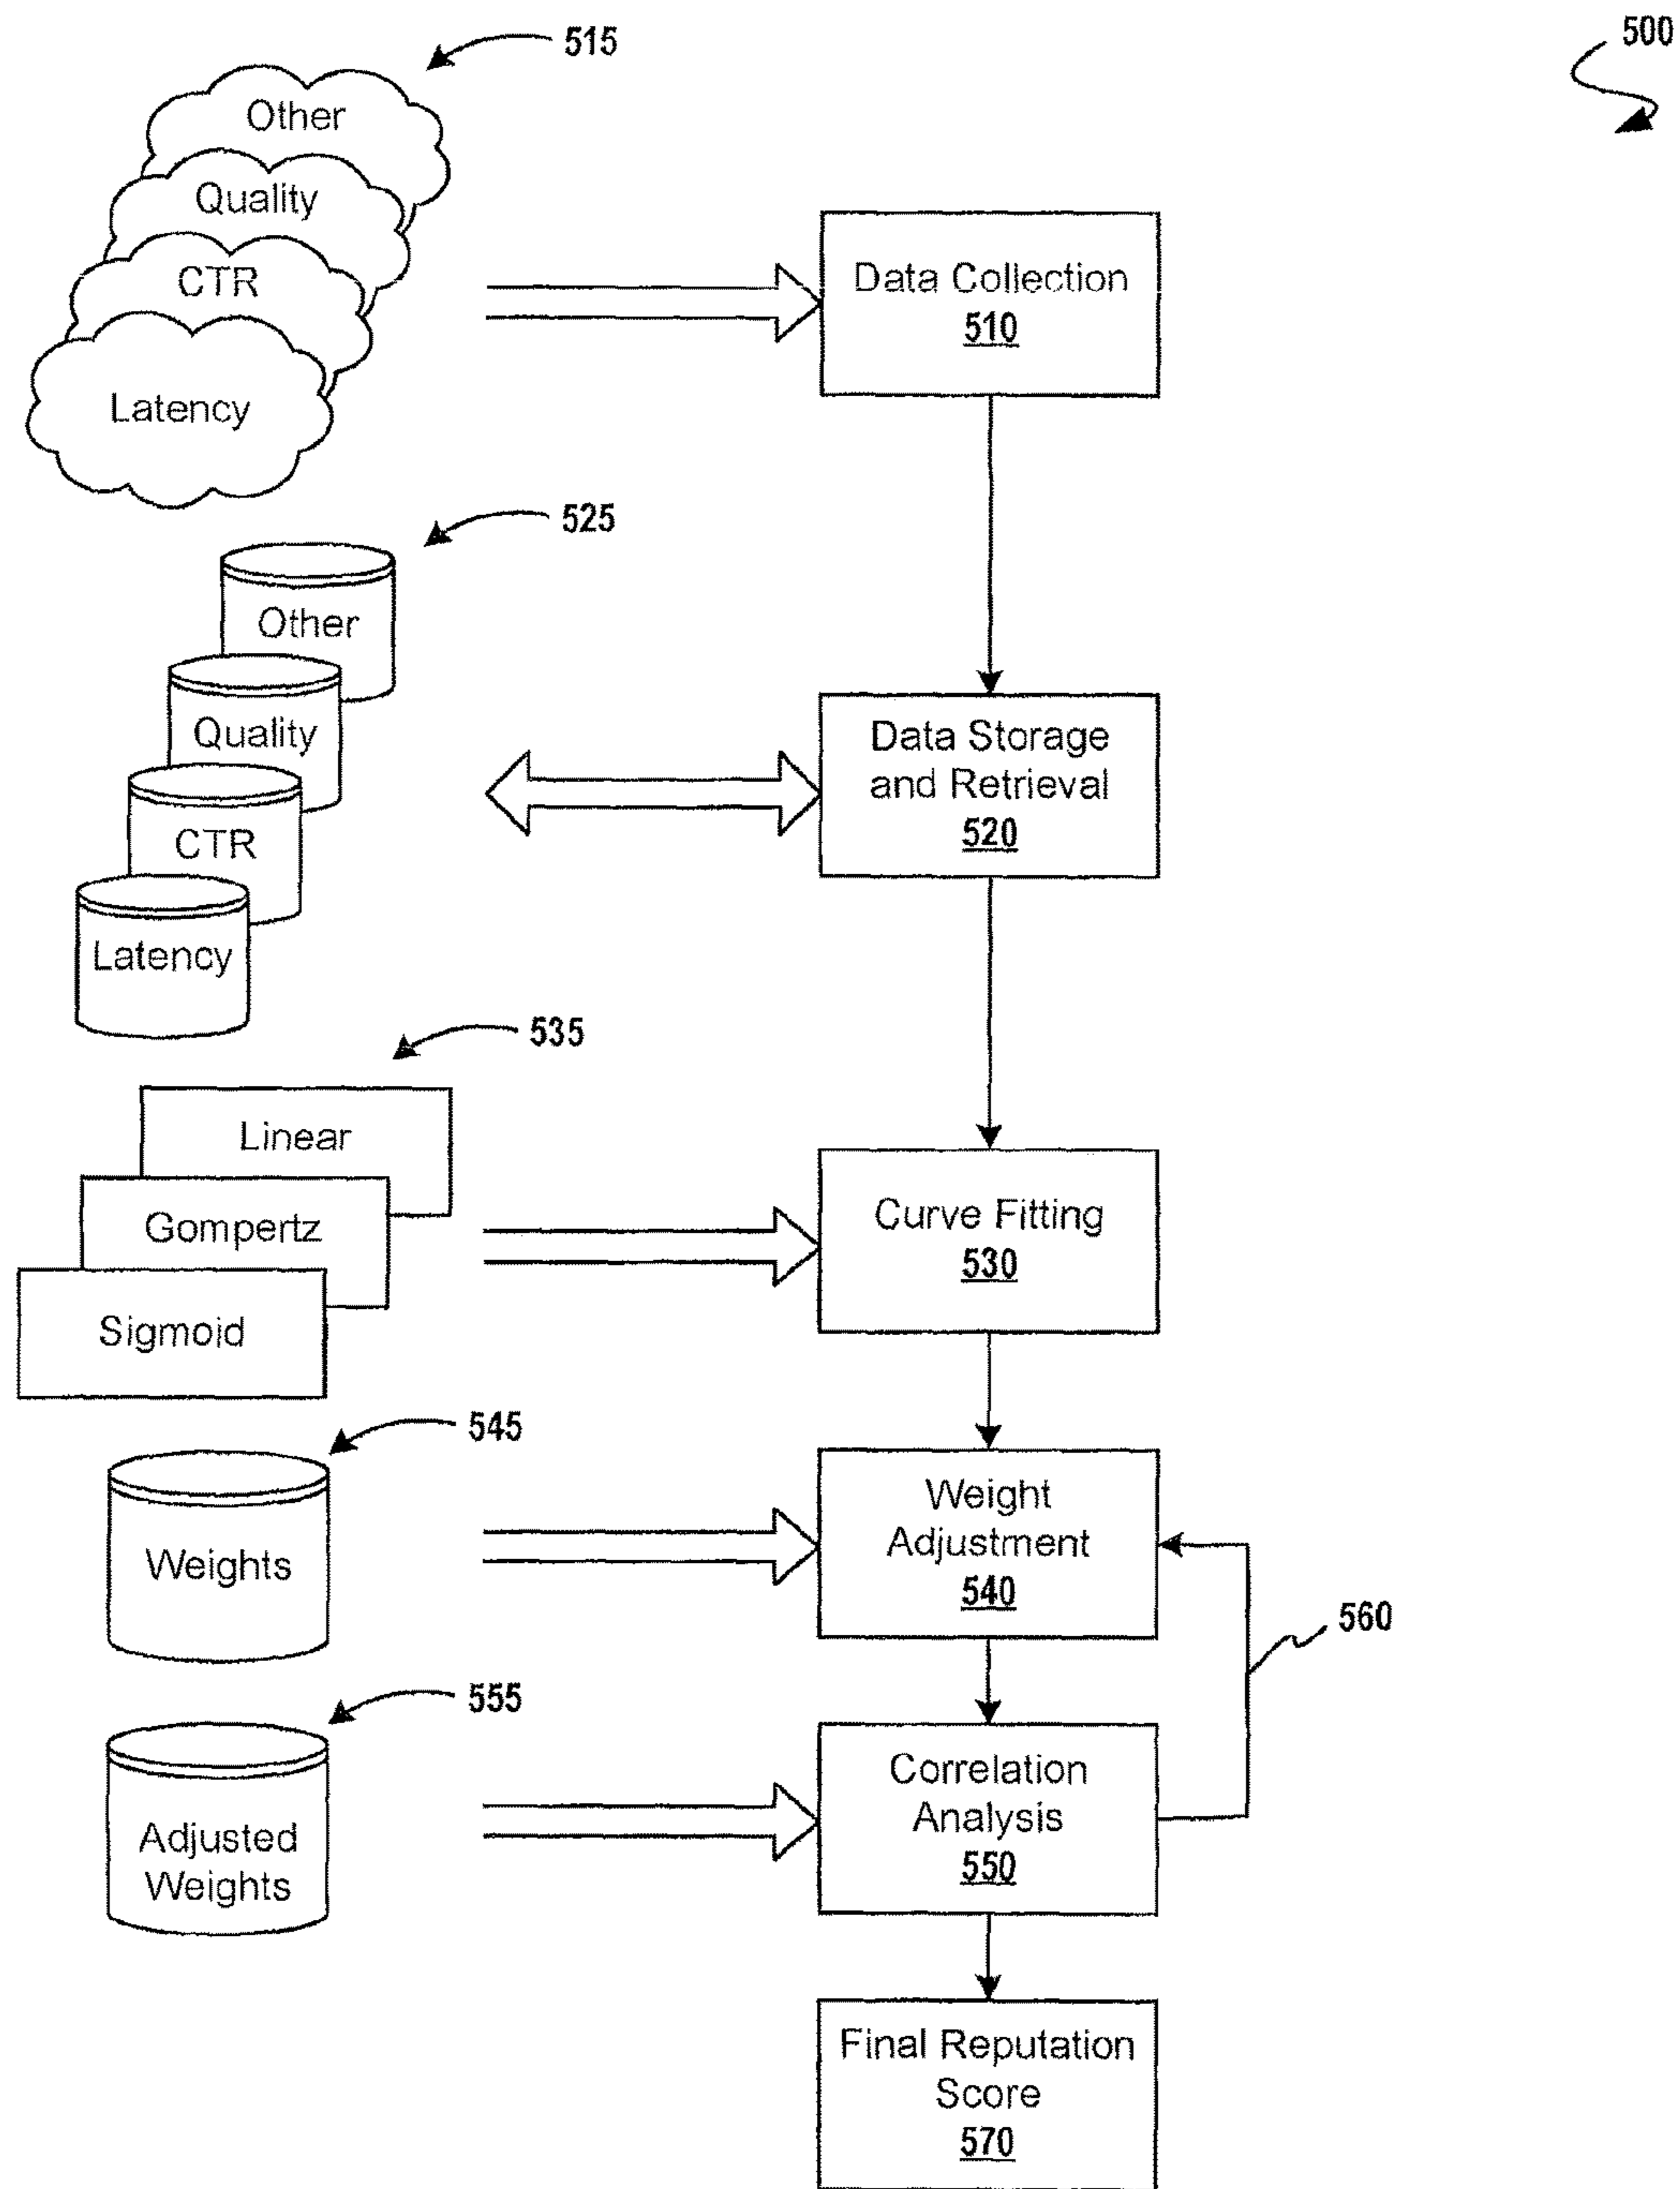 500
515
Other
Quality
CTR
Latency
Data Collection
510
525
Other
Quality
CTR
Latency
Data Storage
and Retrieval
520
535
Linear
Gompertz
Sigmoid
Curve Fitting
530
545
Weights
Weight
Adjustment
540
560
555
Adjusted
Weights
Correlation
Analysis
550
Final Reputation
Score
570